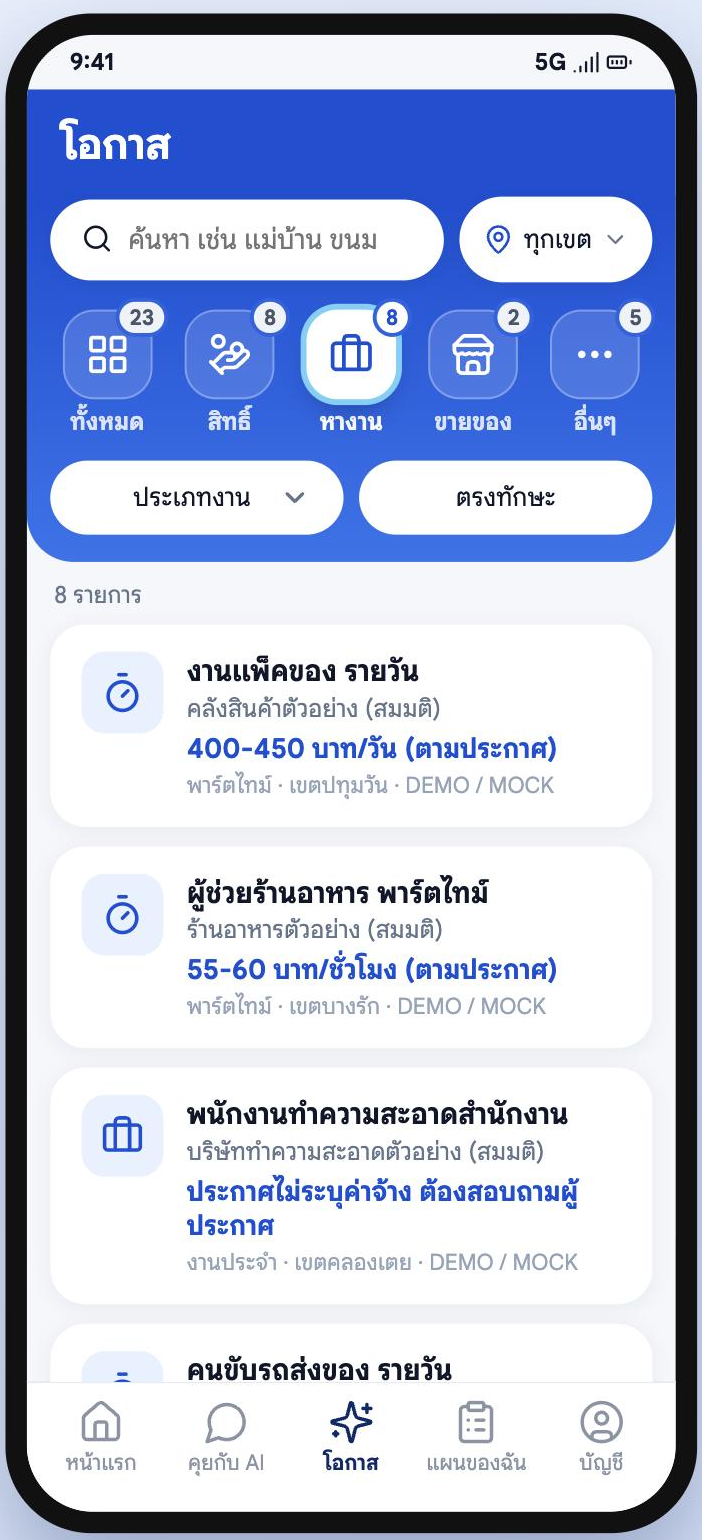 9:41
5G
โอกาส
ค้นหา เช่น แม่บ้าน ขนม
ทุกเขต
23
8
8
2
5
ทั้งหมด
สิทธิ์
หางาน
ขายของ
อื่นๆ
ประเภทงาน
ตรงทักษะ
8 รายการ
งานแพ็คของ รายวัน
คลังสินค้าตัวอย่าง (สมมติ)
400-450 บาท/วัน (ตามประกาศ)
พาร์ตไทม์ · เขตปทุมวัน · DEMO / MOCK
ผู้ช่วยร้านอาหาร พาร์ตไทม์
ร้านอาหารตัวอย่าง (สมมติ)
55-60 บาท/ชั่วโมง (ตามประกาศ)
พาร์ตไทม์ · เขตบางรัก · DEMO / MOCK
พนักงานทำความสะอาดสำนักงาน
บริษัททำความสะอาดตัวอย่าง (สมมติ)
ประกาศไม่ระบุค่าจ้าง ต้องสอบถามผู้
ประกาศ
งานประจำ · เขตคลองเตย · DEMO / MOCK
คนขับรถส่งของ รายวัน
หน้าแรก
คุยกับ AI
โอกาส
แผนของฉัน
บัญชี